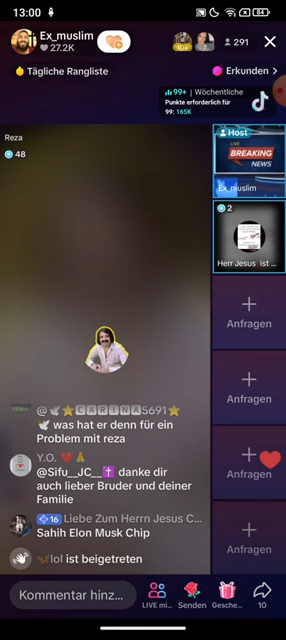 13:00
84
Ex_muslim
27.2K
291
Tägliche Rangliste
Erkunden >
99+ | Wöchentliche
Punkte erforderlich für
99: 165K
Reza
48
Host
LIVE
BREAKING
NEWS
Ex_muslim
2
Herr Jesus ist ...
Anfragen
Anfragen
Anfragen
Anfragen
@🕊⭐CARINA5691⭐
🕊 was hat er denn für ein
Problem mit reza
Y.O. ❤️🙏
@Sifu__JC__✝️ danke dir
auch lieber Bruder und deiner
Familie
16 Liebe Zum Herrn Jesus C...
Sahih Elon Musk Chip
lol ist beigetreten
Kommentar hinz...
LIVE mi...
Senden
Gesche...
10